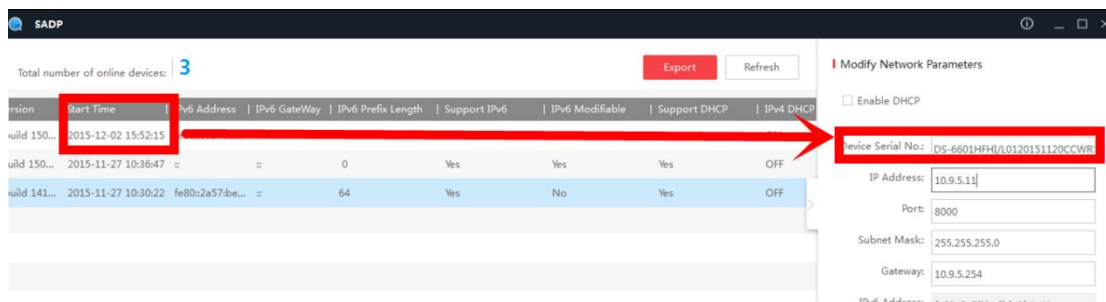 SADP
Total number of online devices: 3
Export
Refresh
ersion | Start Time | IPv6 Address | IPv6 GateWay | IPv6 Prefix Length | Support IPv6 | IPv6 Modifiable | Support DHCP | IPv4 DHCP
uild 150... 2015-12-02 15:52:15
uild 150... 2015-11-27 10:36:47 :: :: 0 Yes Yes Yes OFF
uild 141... 2015-11-27 10:30:22 fe80::2a57:be... :: 64 Yes No Yes OFF
Modify Network Parameters
Enable DHCP
Device Serial No.: DS-6601HFHI/L0120151120CCWR
IP Address: 10.9.5.11
Port: 8000
Subnet Mask: 255.255.255.0
Gateway: 10.9.5.254